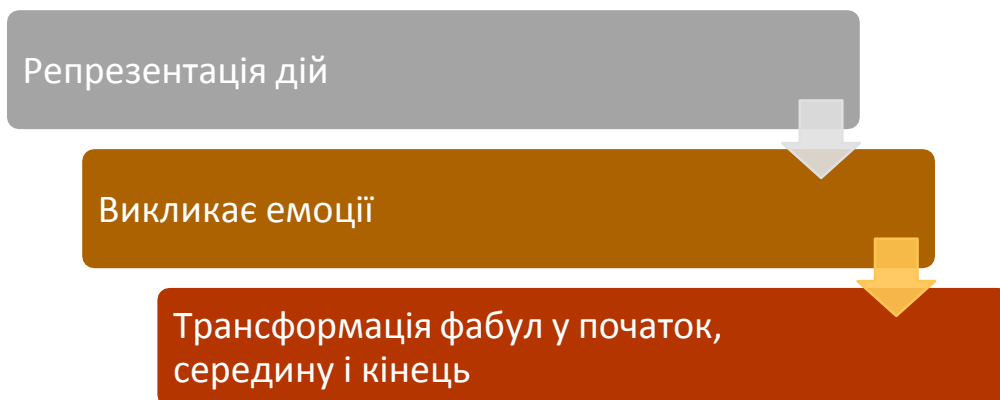 Репрезентація дій
Викликає емоції
Трансформація фабул у початок,
середину і кінець